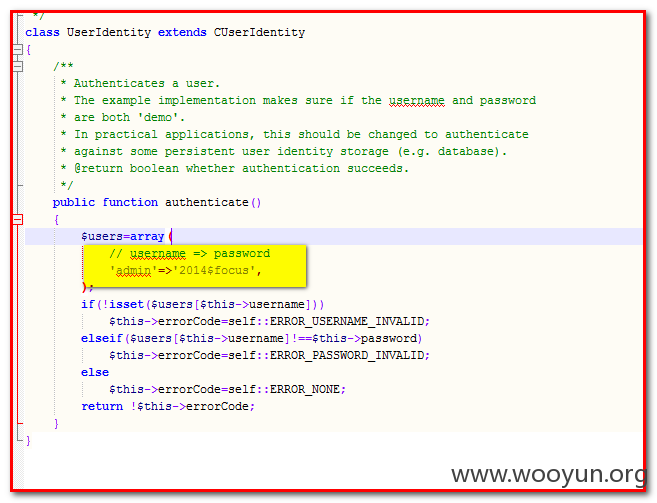 */
class UserIdentity extends CUserIdentity
{
/**
* Authenticates a user.
* The example implementation makes sure if the username and password
* are both 'demo'.
* In practical applications, this should be changed to authenticate
* against some persistent user identity storage (e.g. database).
* @return boolean whether authentication succeeds.
*/
public function authenticate()
{
$users=array(
// username => password
'admin'=>'2014$focus',
);
if(!isset($users[$this->username]))
$this->errorCode=self::ERROR_USERNAME_INVALID;
elseif($users[$this->username]!==$this->password)
$this->errorCode=self::ERROR_PASSWORD_INVALID;
else
$this->errorCode=self::ERROR_NONE;
return !$this->errorCode;
}
}
www.wooyun.org